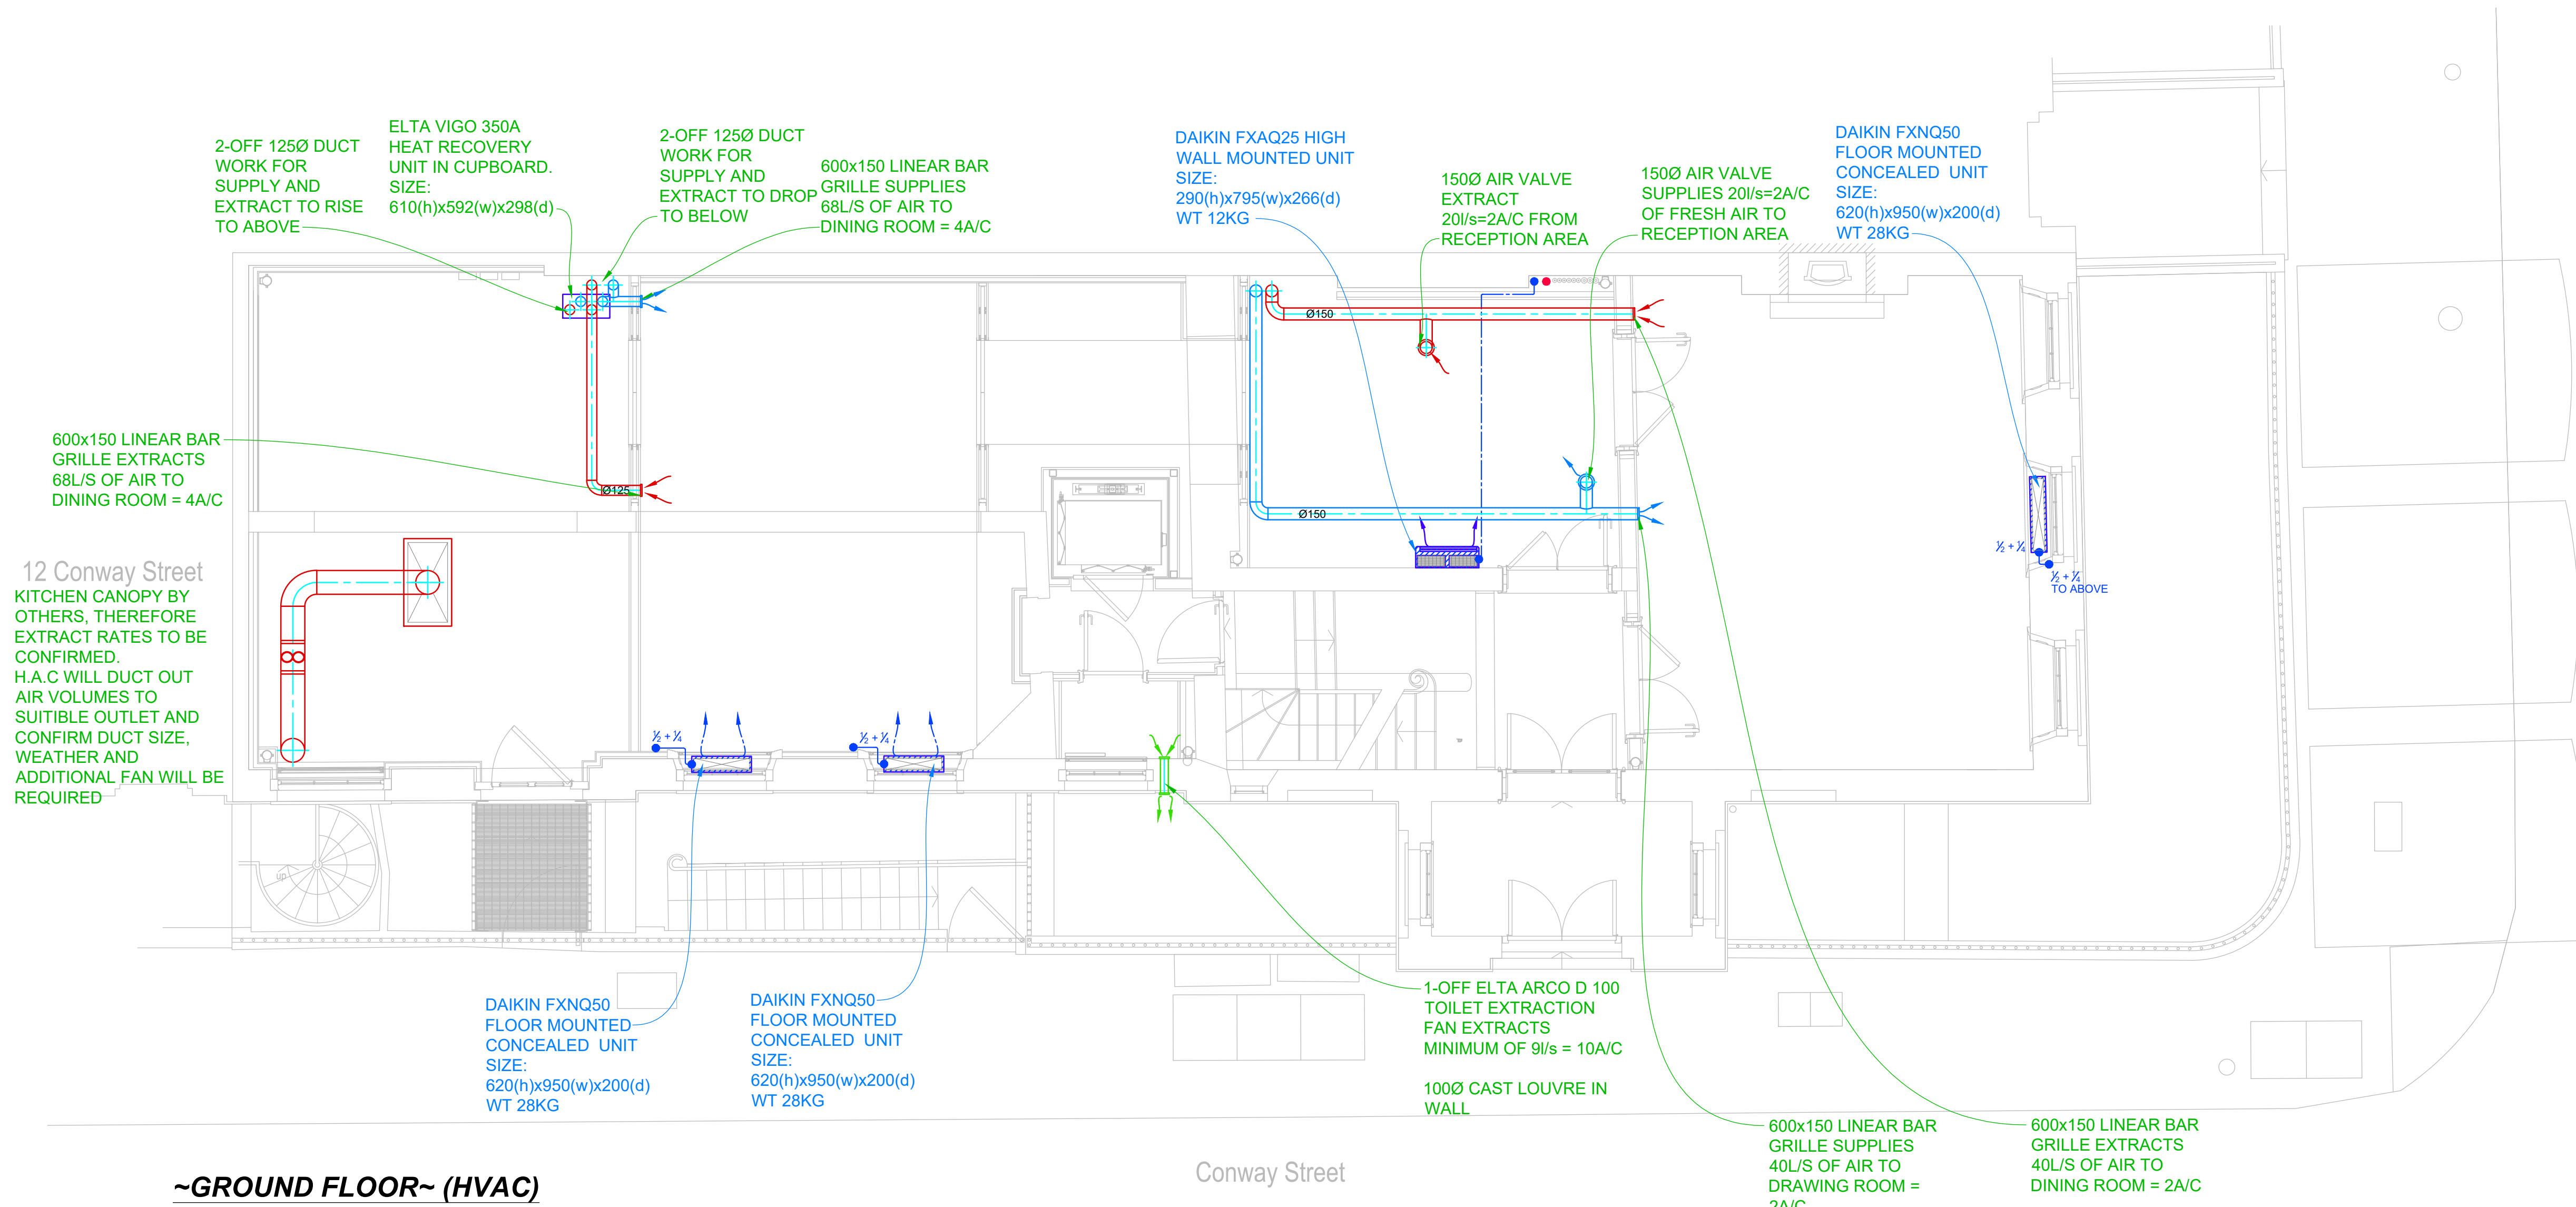 2-OFF 125Ø DUCT
WORK FOR
SUPPLY AND
EXTRACT TO RISE
TO ABOVE
ELTA VIGO 350A
HEAT RECOVERY
UNIT IN CUPBOARD.
SIZE:
610(h)x592(w)x298(d)
2-OFF 125Ø DUCT
WORK FOR
SUPPLY AND
EXTRACT TO DROP
TO BELOW
600x150 LINEAR BAR
GRILLE SUPPLIES
68L/S OF AIR TO
DINING ROOM = 4A/C
DAIKIN FXAQ25 HIGH
WALL MOUNTED UNIT
SIZE:
290(h)x795(w)x266(d)
WT 12KG
150Ø AIR VALVE
EXTRACT
20l/s=2A/C FROM
RECEPTION AREA
150Ø AIR VALVE
SUPPLIES 20l/s=2A/C
OF FRESH AIR TO
RECEPTION AREA
DAIKIN FXNQ50
FLOOR MOUNTED
CONCEALED UNIT
SIZE:
620(h)x950(w)x200(d)
WT 28KG
Ø150
600x150 LINEAR BAR
GRILLE EXTRACTS
68L/S OF AIR TO
DINING ROOM = 4A/C
Ø125
Ø150
½ + ¼
½ + ¼
TO ABOVE
12 Conway Street
KITCHEN CANOPY BY
OTHERS, THEREFORE
EXTRACT RATES TO BE
CONFIRMED.
H.A.C WILL DUCT OUT
AIR VOLUMES TO
SUITIBLE OUTLET AND
CONFIRM DUCT SIZE,
WEATHER AND
ADDITIONAL FAN WILL BE
REQUIRED
½ + ¼
½ + ¼
up
DAIKIN FXNQ50
FLOOR MOUNTED
CONCEALED UNIT
SIZE:
620(h)x950(w)x200(d)
WT 28KG
DAIKIN FXNQ50
FLOOR MOUNTED
CONCEALED UNIT
SIZE:
620(h)x950(w)x200(d)
WT 28KG
1-OFF ELTA ARCO D 100
TOILET EXTRACTION
FAN EXTRACTS
MINIMUM OF 9l/s = 10A/C
100Ø CAST LOUVRE IN
WALL
600x150 LINEAR BAR
GRILLE SUPPLIES
40L/S OF AIR TO
DRAWING ROOM =
2A/C
600x150 LINEAR BAR
GRILLE EXTRACTS
40L/S OF AIR TO
DINING ROOM = 2A/C
Conway Street
~GROUND FLOOR~ (HVAC)